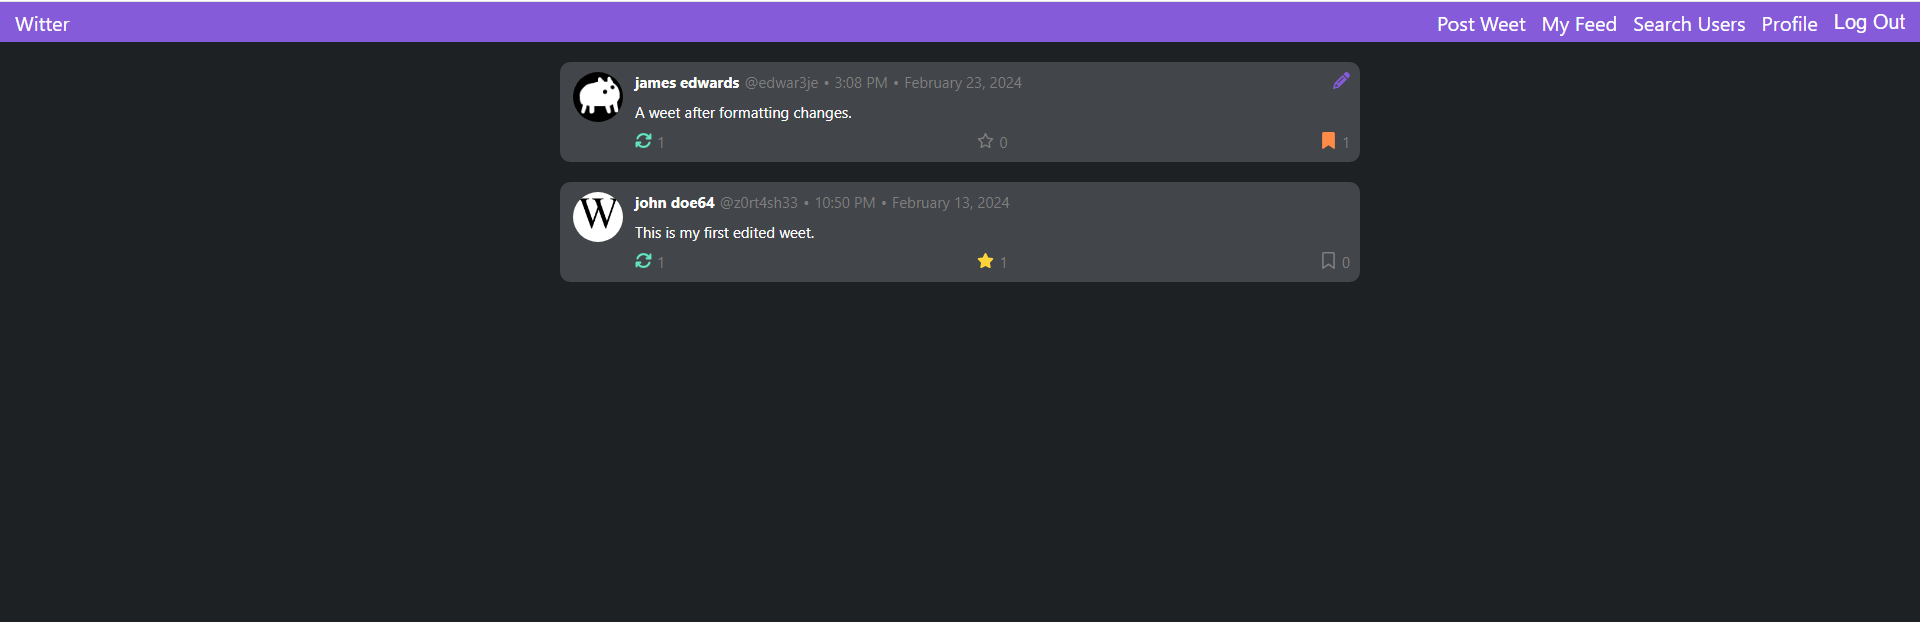 Witter Post Weet My Feed Search Users Profile Log Out
james edwards @edwar3je • 3:08 PM • February 23, 2024
A weet after formatting changes.
1 0 1
W john doe64 @z0rt4sh33 • 10:50 PM • February 13, 2024
This is my first edited weet.
1 1 0